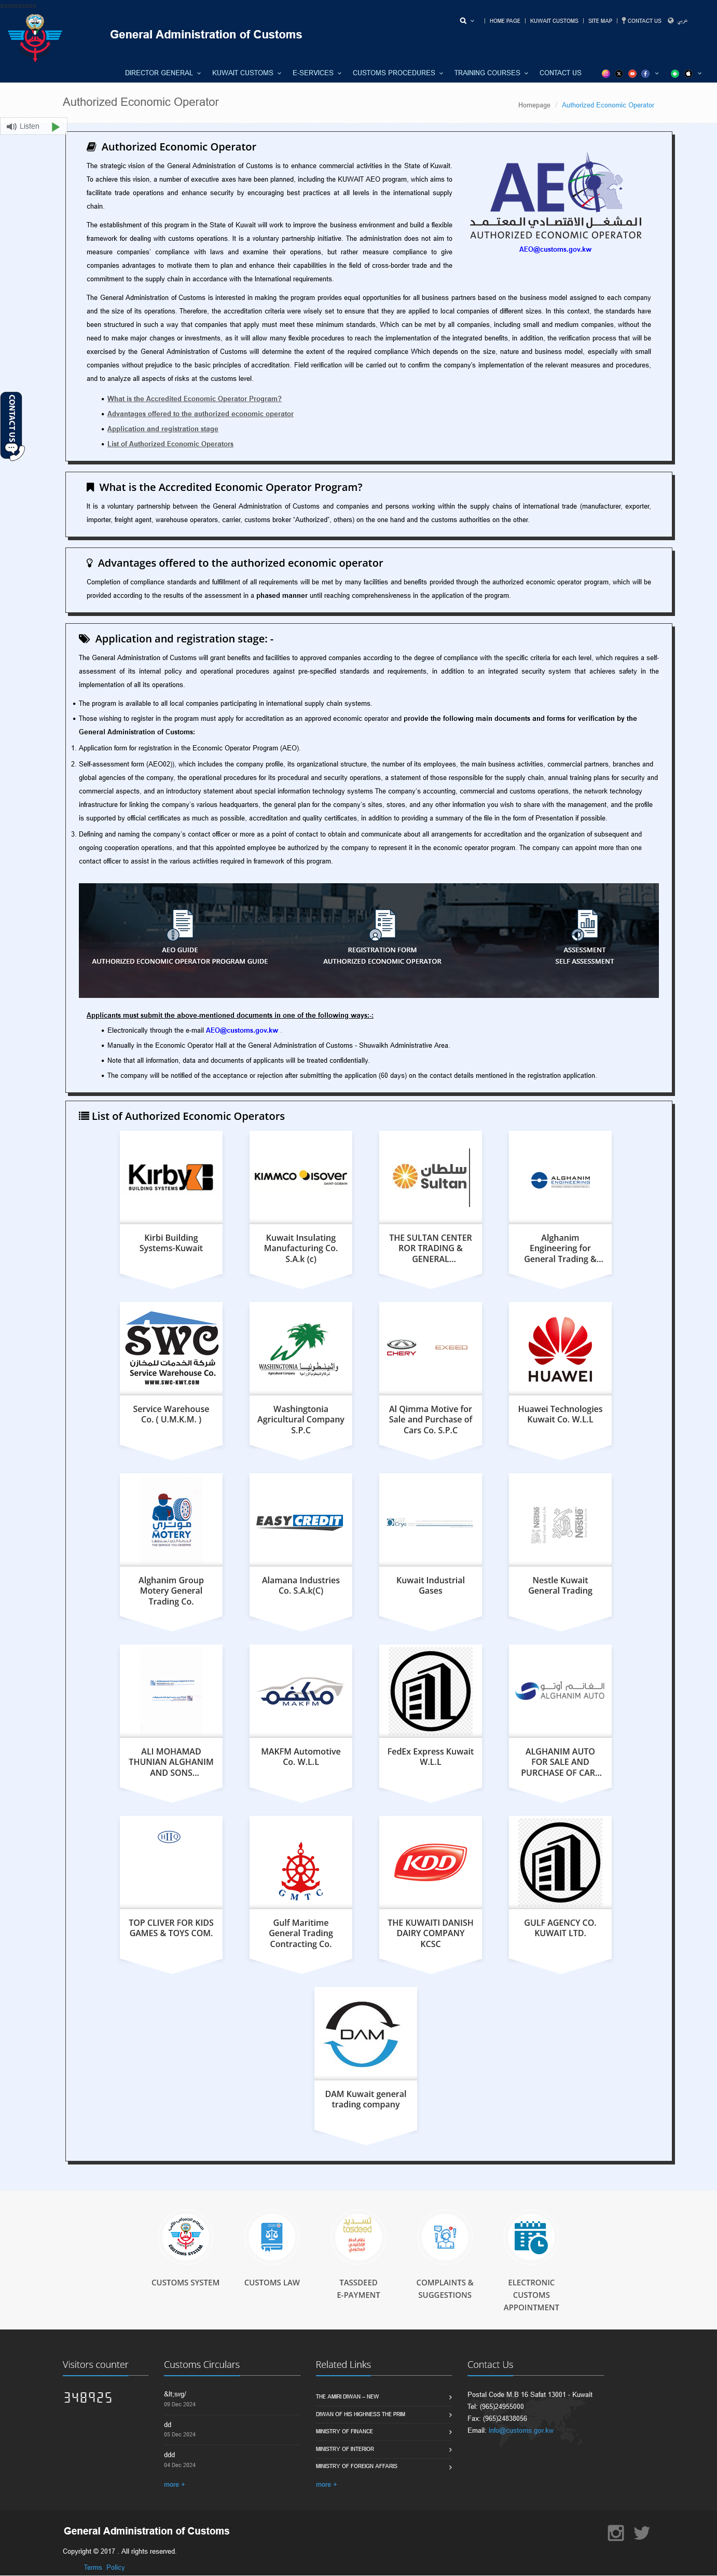 General Administration of Customs
HOME PAGE | KUWAIT CUSTOMS | SITE MAP | CONTACT US عربي
DIRECTOR GENERAL KUWAIT CUSTOMS E-SERVICES CUSTOMS PROCEDURES TRAINING COURSES CONTACT US
Authorized Economic Operator
Homepage / Authorized Economic Operator
Listen
CONTACT US
Authorized Economic Operator
The strategic vision of the General Administration of Customs is to enhance commercial activities in the State of Kuwait.
To achieve this vision, a number of executive axes have been planned, including the KUWAIT AEO program, which aims to
facilitate trade operations and enhance security by encouraging best practices at all levels in the international supply
chain.
The establishment of this program in the State of Kuwait will work to improve the business environment and build a flexible
framework for dealing with customs operations. It is a voluntary partnership initiative. The administration does not aim to
measure companies' compliance with laws and examine their operations, but rather measure compliance to give
companies advantages to motivate them to plan and enhance their capabilities in the field of cross-border trade and the
commitment to the supply chain in accordance with the International requirements.
AEO
المشغل الاقتصادي المعتمد
AUTHORIZED ECONOMIC OPERATOR
AEO@customs.gov.kw
The General Administration of Customs is interested in making the program provides equal opportunities for all business partners based on the business model assigned to each company
and the size of its operations. Therefore, the accreditation criteria were wisely set to ensure that they are applied to local companies of different sizes. In this context, the standards have
been structured in such a way that companies that apply must meet these minimum standards, Which can be met by all companies, including small and medium companies, without the
need to make major changes or investments, as it will allow many flexible procedures to reach the implementation of the integrated benefits, in addition, the verification process that will be
exercised by the General Administration of Customs will determine the extent of the required compliance Which depends on the size, nature and business model, especially with small
companies without prejudice to the basic principles of accreditation. Field verification will be carried out to confirm the company's implementation of the relevant measures and procedures,
and to analyze all aspects of risks at the customs level.
What is the Accredited Economic Operator Program?
Advantages offered to the authorized economic operator
Application and registration stage
List of Authorized Economic Operators
What is the Accredited Economic Operator Program?
It is a voluntary partnership between the General Administration of Customs and companies and persons working within the supply chains of international trade (manufacturer, exporter,
importer, freight agent, warehouse operators, carrier, customs broker "Authorized", others) on the one hand and the customs authorities on the other.
Advantages offered to the authorized economic operator
Completion of compliance standards and fulfillment of all requirements will be met by many facilities and benefits provided through the authorized economic operator program, which will be
provided according to the results of the assessment in a phased manner until reaching comprehensiveness in the application of the program.
Application and registration stage: -
The General Administration of Customs will grant benefits and facilities to approved companies according to the degree of compliance with the specific criteria for each level, which requires a self-
assessment of its internal policy and operational procedures against pre-specified standards and requirements, in addition to an integrated security system that achieves safety in the
implementation of all its operations.
The program is available to all local companies participating in international supply chain systems.
Those wishing to register in the program must apply for accreditation as an approved economic operator and provide the following main documents and forms for verification by the
General Administration of Customs:
1. Application form for registration in the Economic Operator Program (AEO).
2. Self-assessment form (AEO02)), which includes the company profile, its organizational structure, the number of its employees, the main business activities, commercial partners, branches and
global agencies of the company, the operational procedures for its procedural and security operations, a statement of those responsible for the supply chain, annual training plans for security and
commercial aspects, and an introductory statement about special information technology systems The company's accounting, commercial and customs operations, the network technology
infrastructure for linking the company's various headquarters, the general plan for the company's sites, stores, and any other information you wish to share with the management, and the profile
is supported by official certificates as much as possible, accreditation and quality certificates, in addition to providing a summary of the file in the form of Presentation if possible.
3. Defining and naming the company's contact officer or more as a point of contact to obtain and communicate about all arrangements for accreditation and the organization of subsequent and
ongoing cooperation operations, and that this appointed employee be authorized by the company to represent it in the economic operator program. The company can appoint more than one
contact officer to assist in the various activities required in framework of this program.
AEO GUIDE
AUTHORIZED ECONOMIC OPERATOR PROGRAM GUIDE
REGISTRATION FORM
AUTHORIZED ECONOMIC OPERATOR
ASSESSMENT
SELF ASSESSMENT
Applicants must submit the above-mentioned documents in one of the following ways:-:
Electronically through the e-mail AEO@customs.gov.kw .
Manually in the Economic Operator Hall at the General Administration of Customs - Shuwaikh Administrative Area.
Note that all information, data and documents of applicants will be treated confidentially.
The company will be notified of the acceptance or rejection after submitting the application (60 days) on the contact details mentioned in the registration application.
List of Authorized Economic Operators
Kirby
BUILDING SYSTEMS
Kirbi Building
Systems-Kuwait
KIMMCO isover
SAINT-GOBAIN
Kuwait Insulating
Manufacturing Co.
S.A.k (c)
سلطان
Sultan
THE SULTAN CENTER
ROR TRADING &
GENERAL...
ALGHANIM
ENGINEERING
Alghanim
Engineering for
General Trading &...
SWC
شركة الخدمات للمخازن
Service Warehouse Co.
WWW.SWC-KWT.COM
Service Warehouse
Co. ( U.M.K.M. )
WASHINGTONIA واشنطونيا
Washingtonia
Agricultural Company
S.P.C
CHERY EXEED
Al Qimma Motive for
Sale and Purchase of
Cars Co. S.P.C
HUAWEI
Huawei Technologies
Kuwait Co. W.L.L
موتري
MOTERY
Alghanim Group
Motery General
Trading Co.
EASY CREDIT
Alamana Industries
Co. S.A.k(C)
Kuwait Industrial
Gases
Nestlé
Nestle Kuwait
General Trading
ALI MOHAMAD
THUNIAN ALGHANIM
AND SONS...
مكفم
MAKFM
MAKFM Automotive
Co. W.L.L
FedEx Express Kuwait
W.L.L
الغانم أوتو
ALGHANIM AUTO
ALGHANIM AUTO
FOR SALE AND
PURCHASE OF CAR...
TOP CLIVER FOR KIDS
GAMES & TOYS COM.
GMTC
Gulf Maritime
General Trading
Contracting Co.
KDD
THE KUWAITI DANISH
DAIRY COMPANY
KCSC
GULF AGENCY CO.
KUWAIT LTD.
DAM
DAM Kuwait general
trading company
CUSTOMS SYSTEM
CUSTOMS LAW
تسديد
tasdeed
TASSDEED
E-PAYMENT
COMPLAINTS &
SUGGESTIONS
ELECTRONIC
CUSTOMS
APPOINTMENT
Visitors counter
348925
Customs Circulars
&lt;svg/
09 Dec 2024
dd
05 Dec 2024
ddd
04 Dec 2024
more +
Related Links
THE AMIRI DIWAN – NEW
DIWAN OF HIS HIGHNESS THE PRIM
MINISTRY OF FINANCE
MINISTRY OF INTERIOR
MINISTRY OF FOREIGN AFFARIS
more +
Contact Us
Postal Code M.B 16 Safat 13001 - Kuwait
Tel: (965)24955000
Fax: (965)24838056
Email: info@customs.gor.kw
General Administration of Customs
Copyright © 2017 . All rights reserved.
Terms Policy